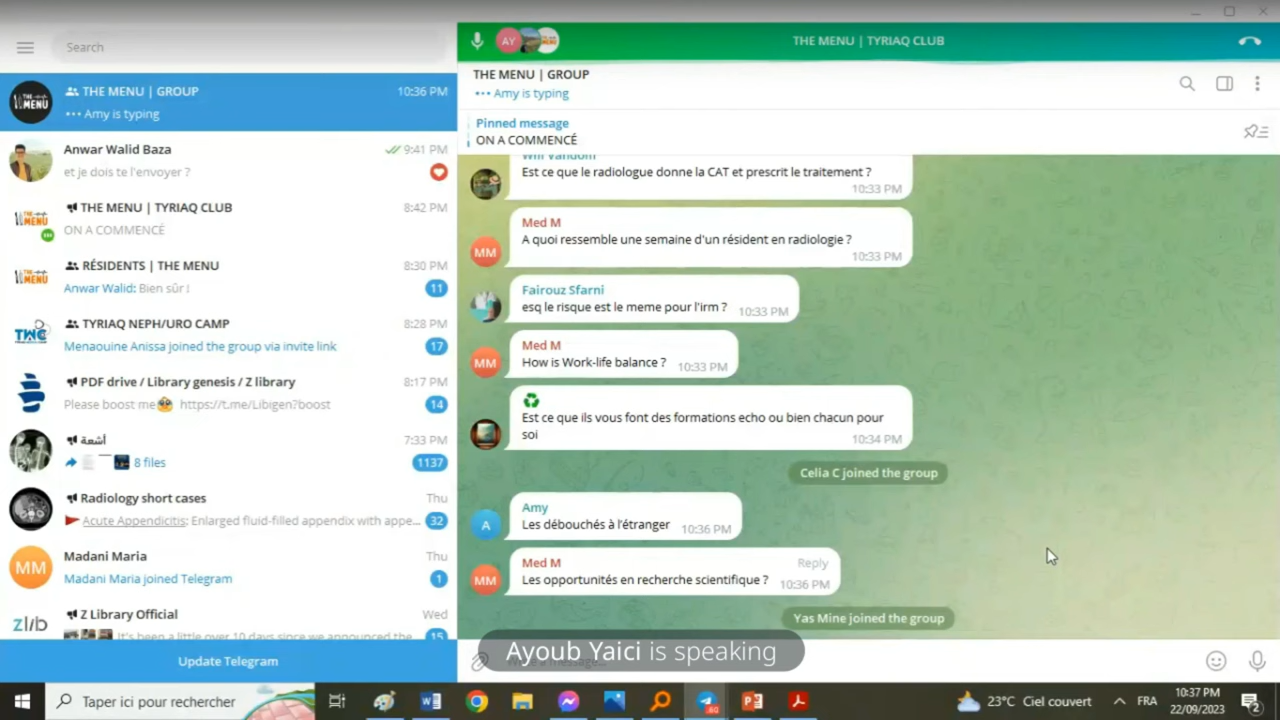 Search
THE MENU | GROUP
10:36 PM
Amy is typing
Anwar Walid Baza
9:41 PM
et je dois te l'envoyer ?
THE MENU | TYRIAQ CLUB
8:42 PM
ON A COMMENCÉ
RÉSIDENTS | THE MENU
8:30 PM
Anwar Walid: Bien sûr !
11
TYRIAQ NEPH/URO CAMP
8:28 PM
Menaouine Anissa joined the group via invite link
17
PDF drive / Library genesis / Z library
8:17 PM
Please boost me https://t.me/Libigen?boost
14
أشعة
7:33 PM
8 files
1137
Radiology short cases
Thu
Acute Appendicitis: Enlarged fluid-filled appendix with appe...
32
Madani Maria
Thu
MM
Madani Maria joined Telegram
1
Z Library Official
Wed
zlib
It's been a little over 10 days since we announced the
15
Update Telegram
AY
THE MENU | TYRIAQ CLUB
THE MENU | GROUP
Amy is typing
Pinned message
ON A COMMENCÉ
Will Vandom
Est ce que le radiologue donne la CAT et prescrit le traitement ?
10:33 PM
Med M
A quoi ressemble une semaine d'un résident en radiologie ?
MM
10:33 PM
Fairouz Sfarni
esq le risque est le meme pour l'irm ?
10:33 PM
Med M
How is Work-life balance ?
MM
10:33 PM
Est ce que ils vous font des formations echo ou bien chacun pour
soi
10:34 PM
Celia C joined the group
Amy
Les débouchés à l'étranger
A
10:36 PM
Med M
Reply
Les opportunités en recherche scientifique ?
MM
10:36 PM
Yas Mine joined the group
Ayoub Yaici is speaking
Taper ici pour rechercher
23°C Ciel couvert
FRA
10:37 PM
22/09/2023
2